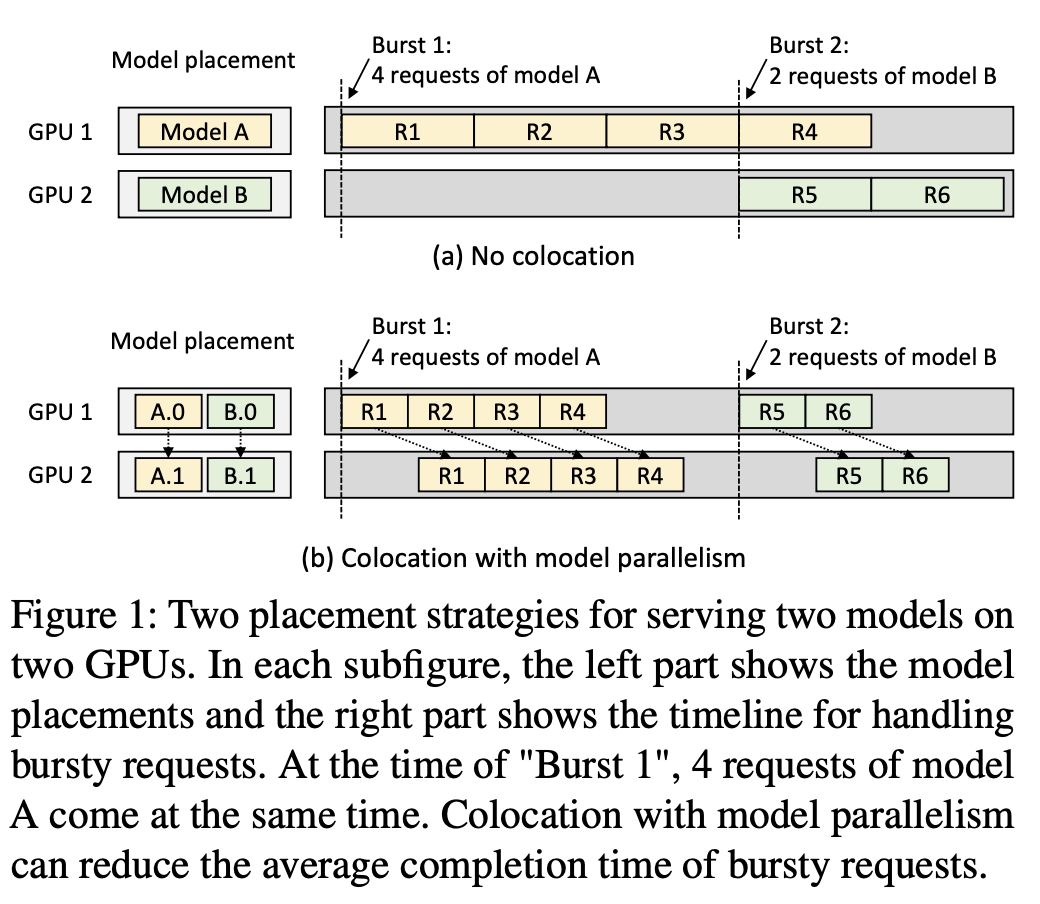 Model placement
Burst 1:
4 requests of model A
Burst 2:
2 requests of model B
GPU 1
Model A
R1
R2
R3
R4
GPU 2
Model B
R5
R6
(a) No colocation
Model placement
Burst 1:
4 requests of model A
Burst 2:
2 requests of model B
GPU 1
A.0
B.0
R1
R2
R3
R4
R5
R6
GPU 2
A.1
B.1
R1
R2
R3
R4
R5
R6
(b) Colocation with model parallelism
Figure 1: Two placement strategies for serving two models on
two GPUs. In each subfigure, the left part shows the model
placements and the right part shows the timeline for handling
bursty requests. At the time of "Burst 1", 4 requests of model
A come at the same time. Colocation with model parallelism
can reduce the average completion time of bursty requests.